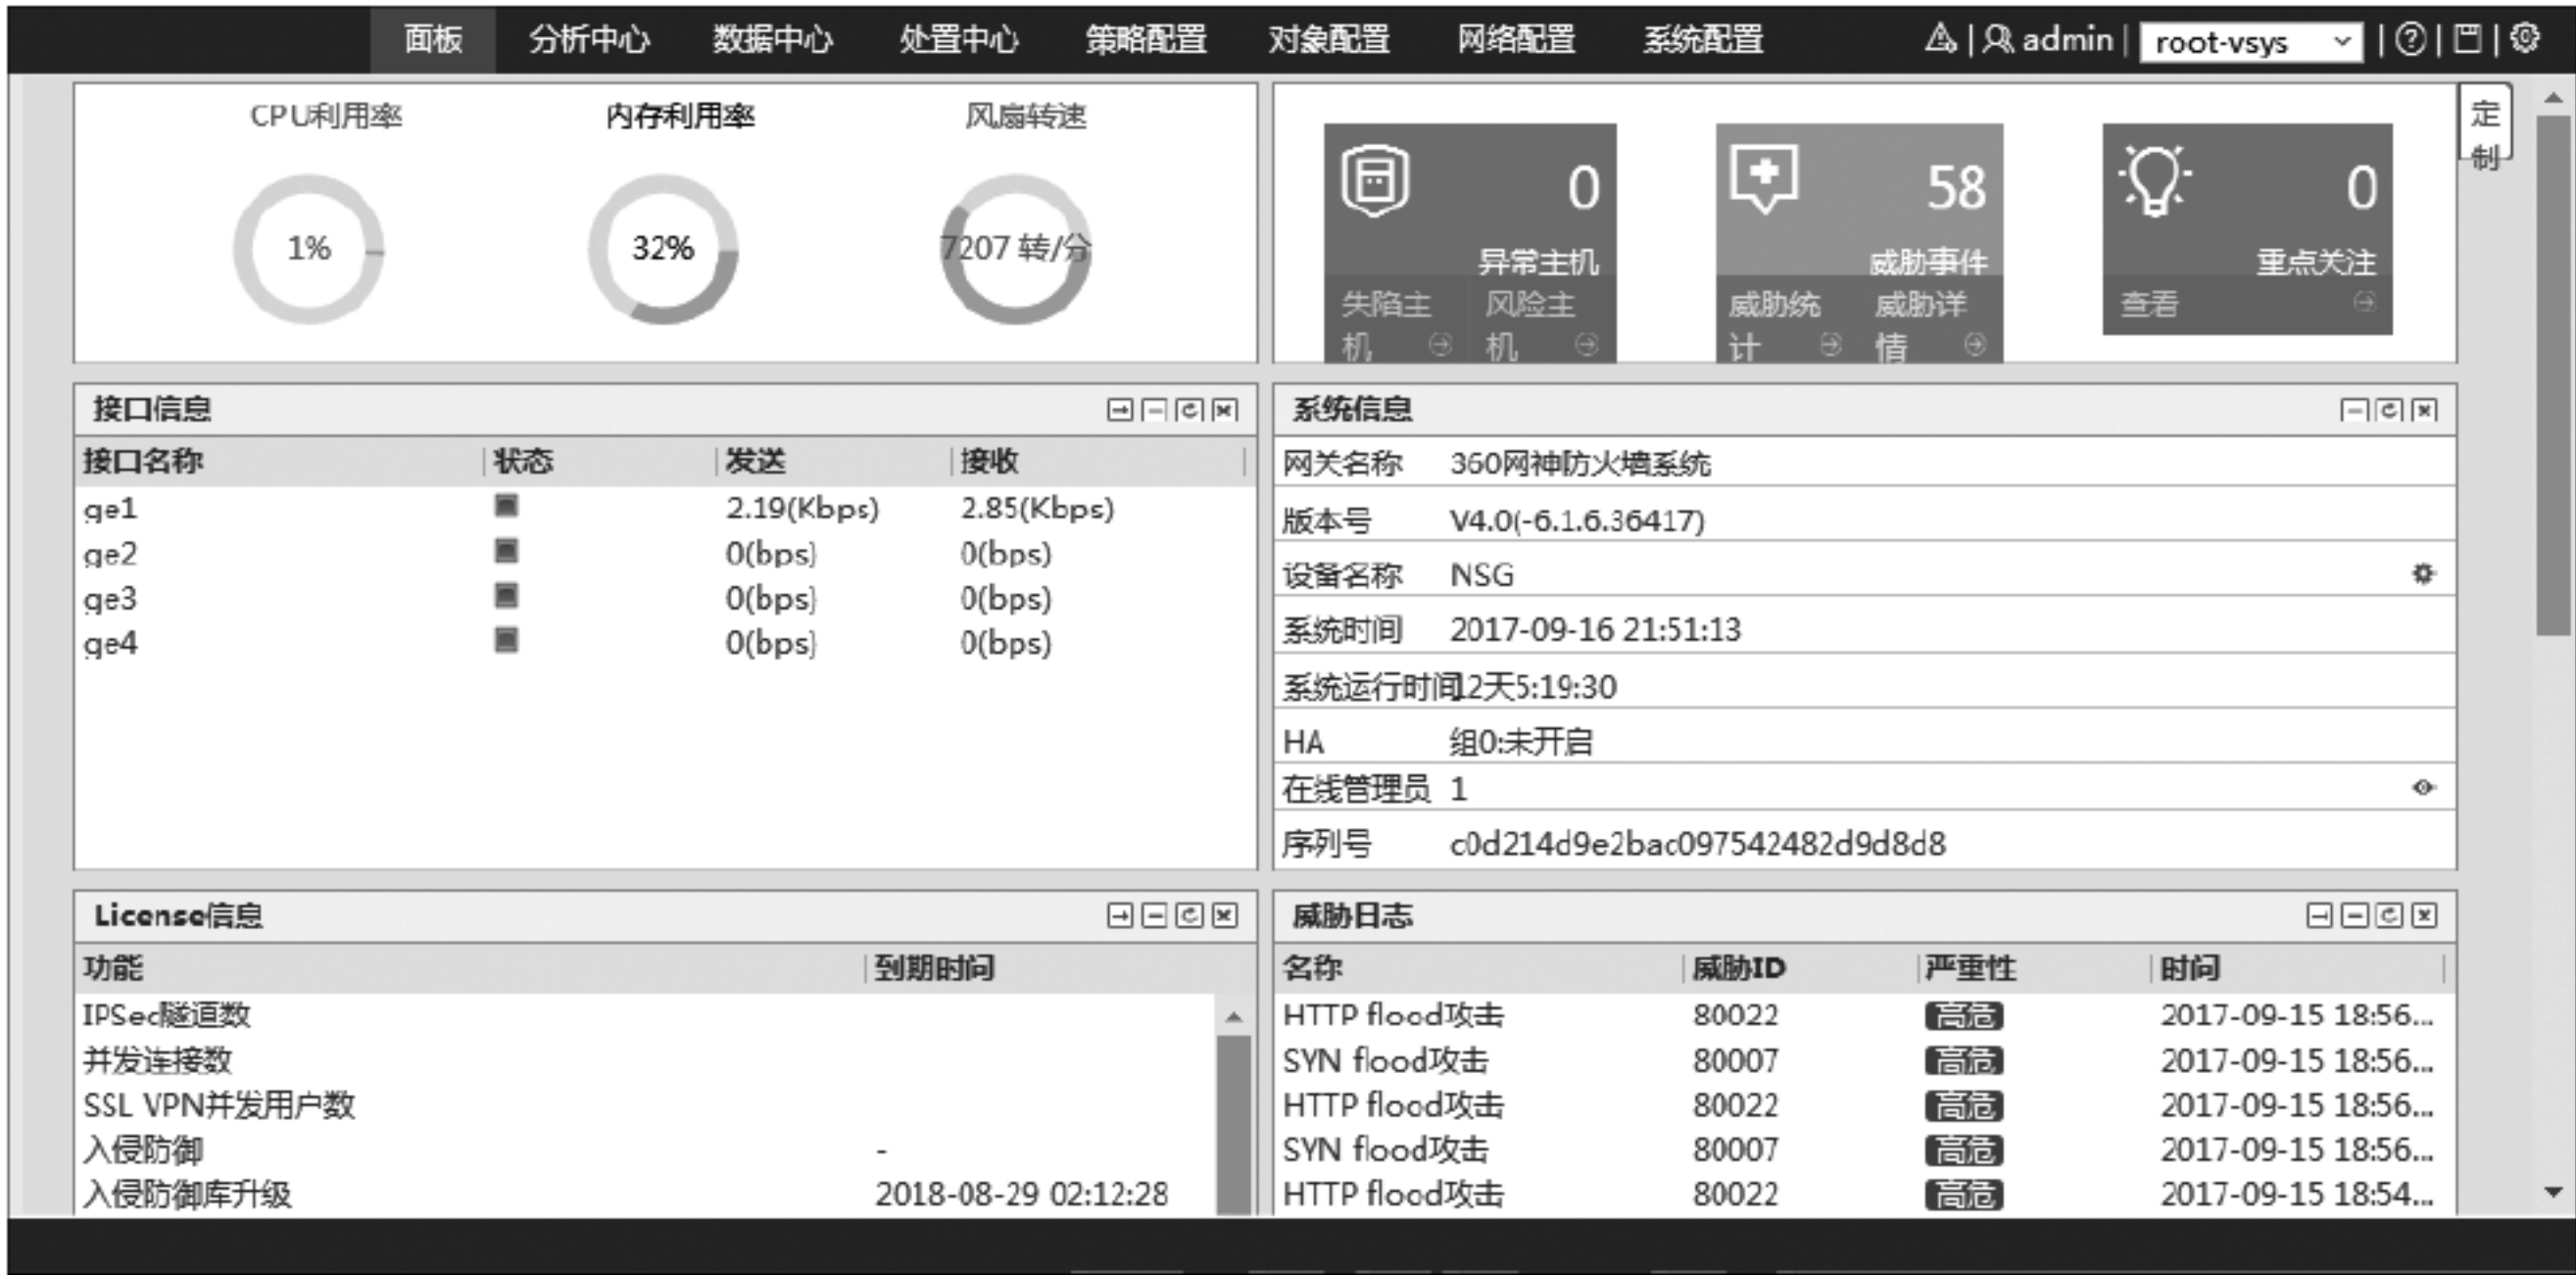 面板 分析中心 数据中心 处置中心 策略配置 对象配置 网络配置 系统配置 admin root-vsys
CPU利用率 内存利用率 风扇转速
1% 32% 7207 转/分
0 58 0
异常主机 威胁事件 重点关注
失陷主机 风险主机 威胁统计 威胁详情 查看
定制
接口信息
接口名称 状态 发送 接收
ge1 2.19(Kbps) 2.85(Kbps)
ge2 0(bps) 0(bps)
ge3 0(bps) 0(bps)
ge4 0(bps) 0(bps)
系统信息
网关名称 360网神防火墙系统
版本号 V4.0(-6.1.6.36417)
设备名称 NSG
系统时间 2017-09-16 21:51:13
系统运行时间 12天5:19:30
HA 组0:未开启
在线管理员 1
序列号 c0d214d9e2bac097542482d9d8d8
License信息
功能 到期时间
IPSec隧道数
并发连接数
SSL VPN并发用户数
入侵防御 -
入侵防御库升级 2018-08-29 02:12:28
威胁日志
名称 威胁ID 严重性 时间
HTTP flood攻击 80022 高危 2017-09-15 18:56...
SYN flood攻击 80007 高危 2017-09-15 18:56...
HTTP flood攻击 80022 高危 2017-09-15 18:56...
SYN flood攻击 80007 高危 2017-09-15 18:56...
HTTP flood攻击 80022 高危 2017-09-15 18:54...